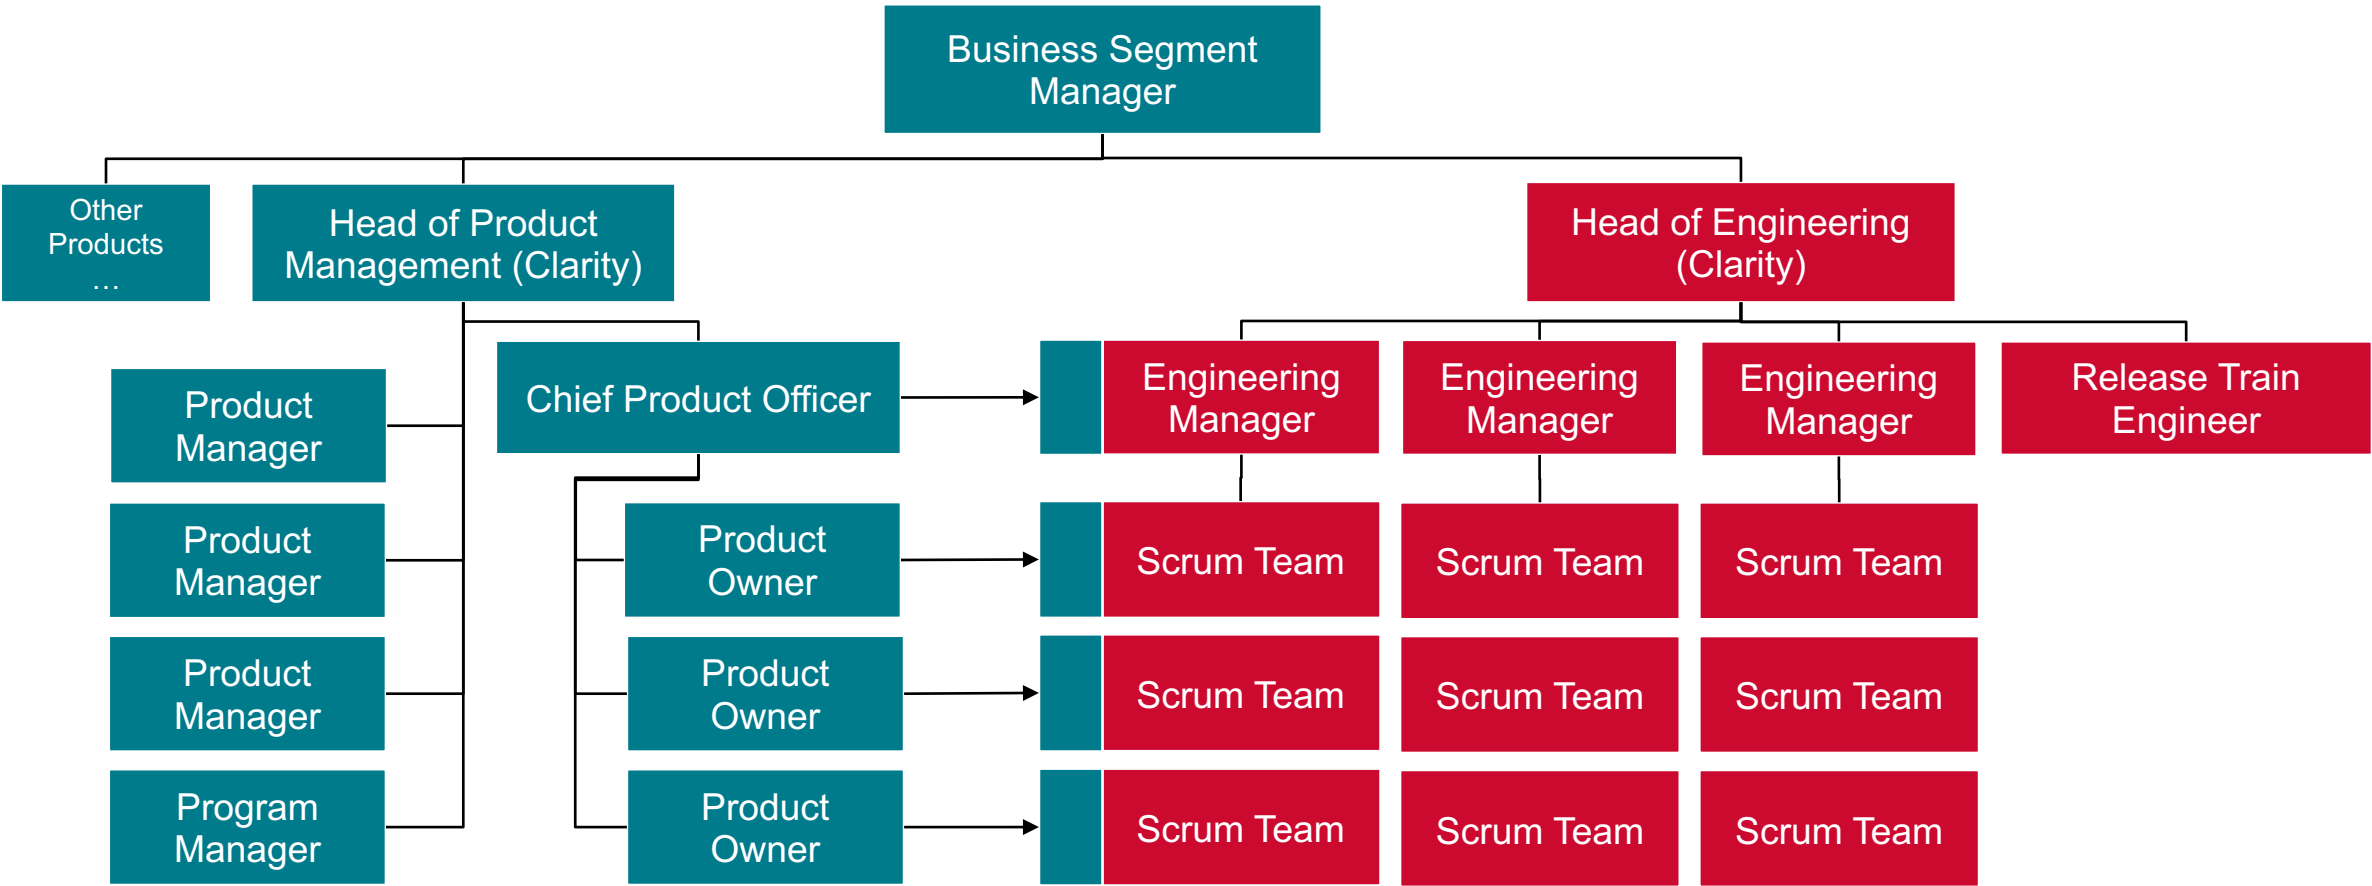 Business Segment
Manager
Other
Products
...
Head of Product
Management (Clarity)
Head of Engineering
(Clarity)
Product
Manager
Chief Product Officer
Engineering
Manager
Engineering
Manager
Engineering
Manager
Release Train
Engineer
Product
Manager
Product
Owner
Scrum Team
Scrum Team
Scrum Team
Product
Manager
Product
Owner
Scrum Team
Scrum Team
Scrum Team
Program
Manager
Product
Owner
Scrum Team
Scrum Team
Scrum Team